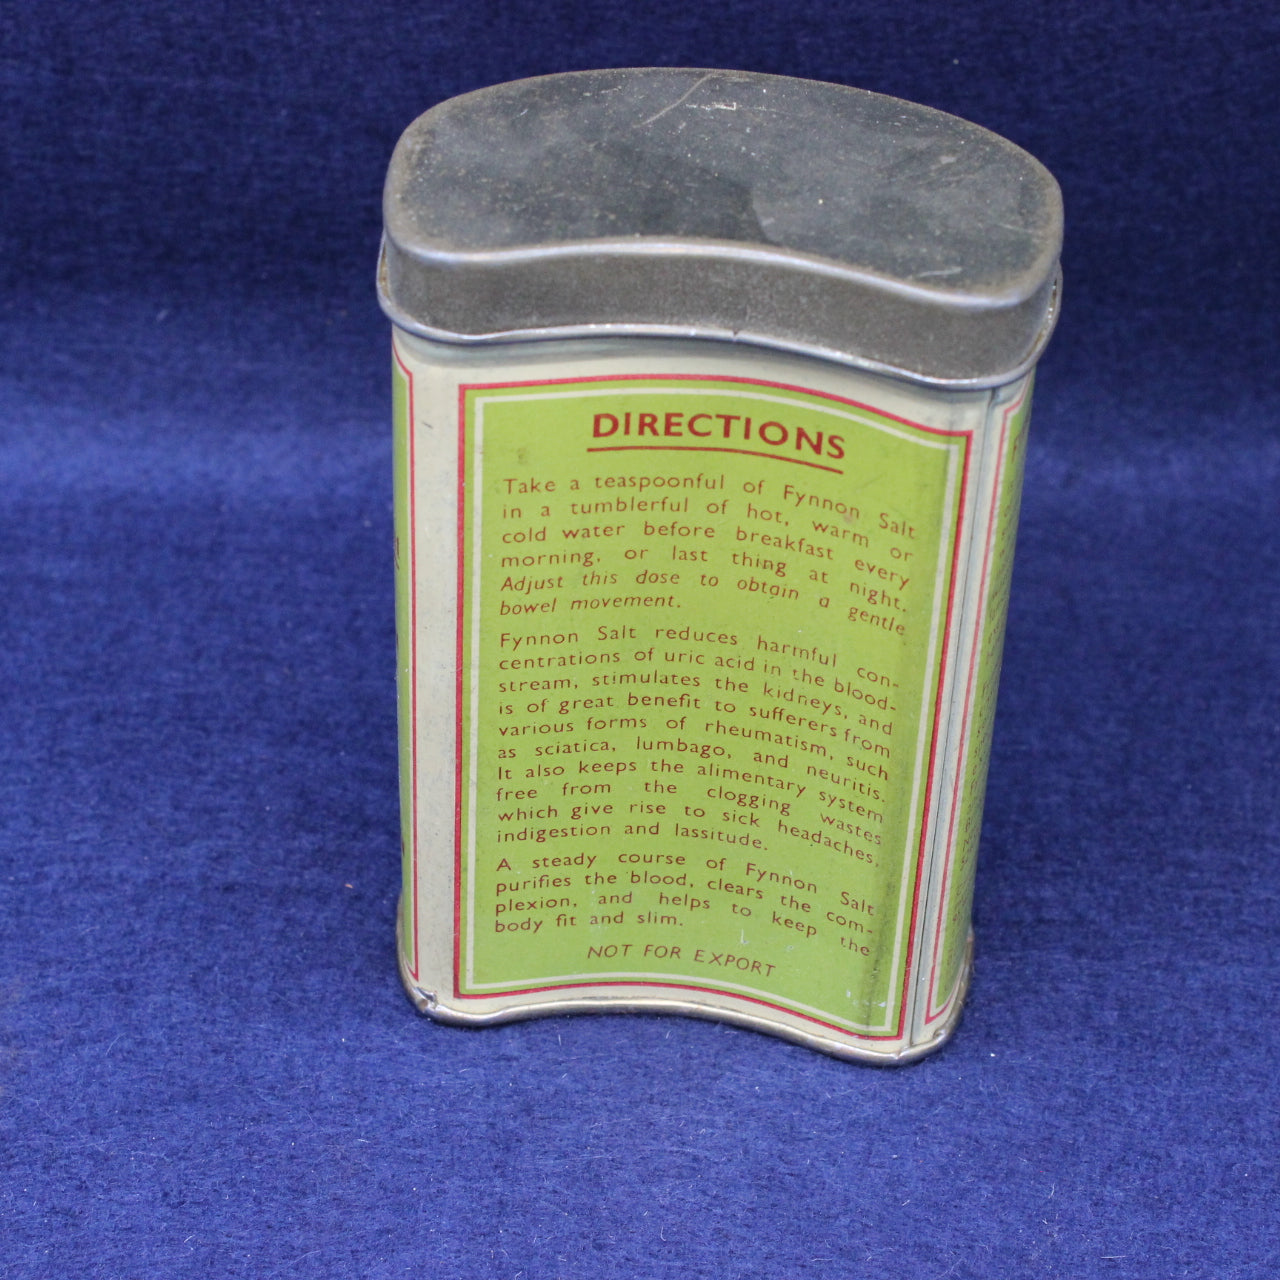 DIRECTIONS
Take a teaspoonful of Fynnon Salt
in a tumblerful of hot, warm or
cold water before breakfast every
morning, or last thing at night.
Adjust this dose to obtain a gentle
bowel movement.
Fynnon Salt reduces harmful con-
centrations of uric acid in the blood-
stream, stimulates the kidneys, and
is of great benefit to sufferers from
various forms of rheumatism, such
as sciatica, lumbago, and neuritis.
It also keeps the alimentary system
free from the clogging wastes
which give rise to sick headaches,
indigestion and lassitude.
A steady course of Fynnon Salt
purifies the blood, clears the com-
plexion, and helps to keep the
body fit and slim.
NOT FOR EXPORT